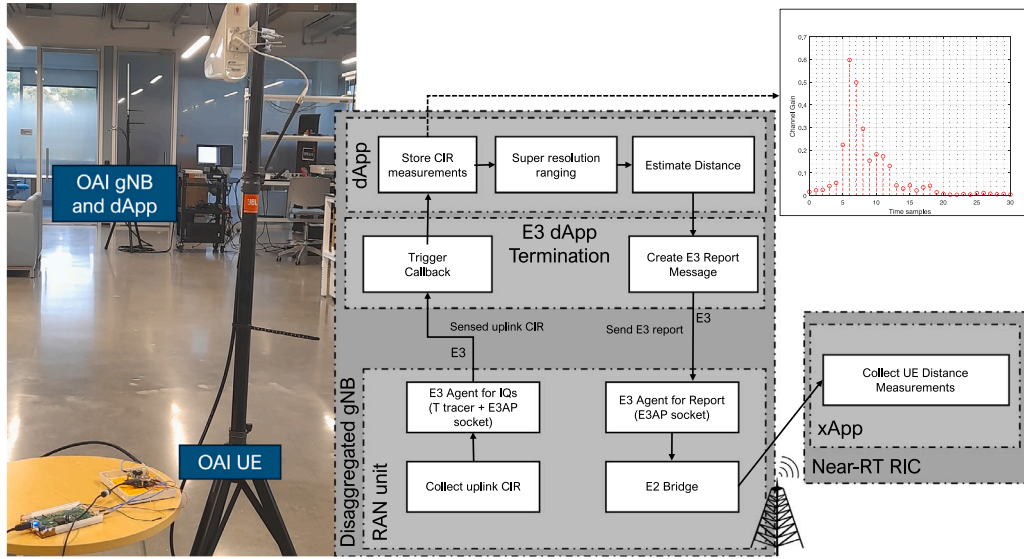 OAI gNB
and dApp
OAI UE
Disaggregated gNB
dApp
Store CIR
measurements
Super resolution
ranging
Estimate Distance
E3 dApp
Termination
Trigger
Callback
Create E3 Report
Message
Sensed uplink CIR
E3
Send E3 report
E3
RAN unit
E3 Agent for IQs
(T tracer + E3AP
socket)
Collect uplink CIR
E3 Agent for Report
(E3AP socket)
E2 Bridge
Collect UE Distance
Measurements
xApp
Near-RT RIC
Channel Gain
0.7
0.6
0.5
0.4
0.3
0.2
0.1
0
0 5 10 15 20 25 30
Time samples